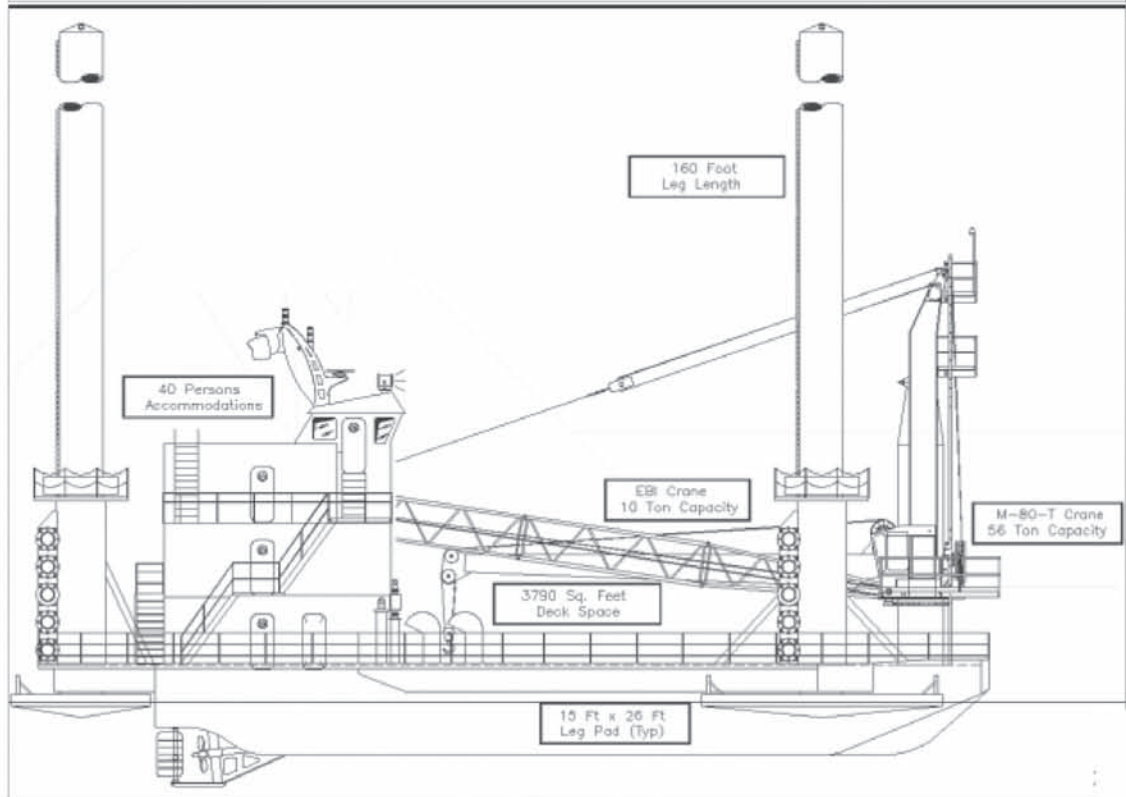 160 Foot
Leg Length
40 Persons
Accommodations
EBI Crane
10 Ton Capacity
M-80-T Crane
56 Ton Capacity
3790 Sq. Feet
Deck Space
15 Ft x 26 Ft
Leg Pad (Typ)